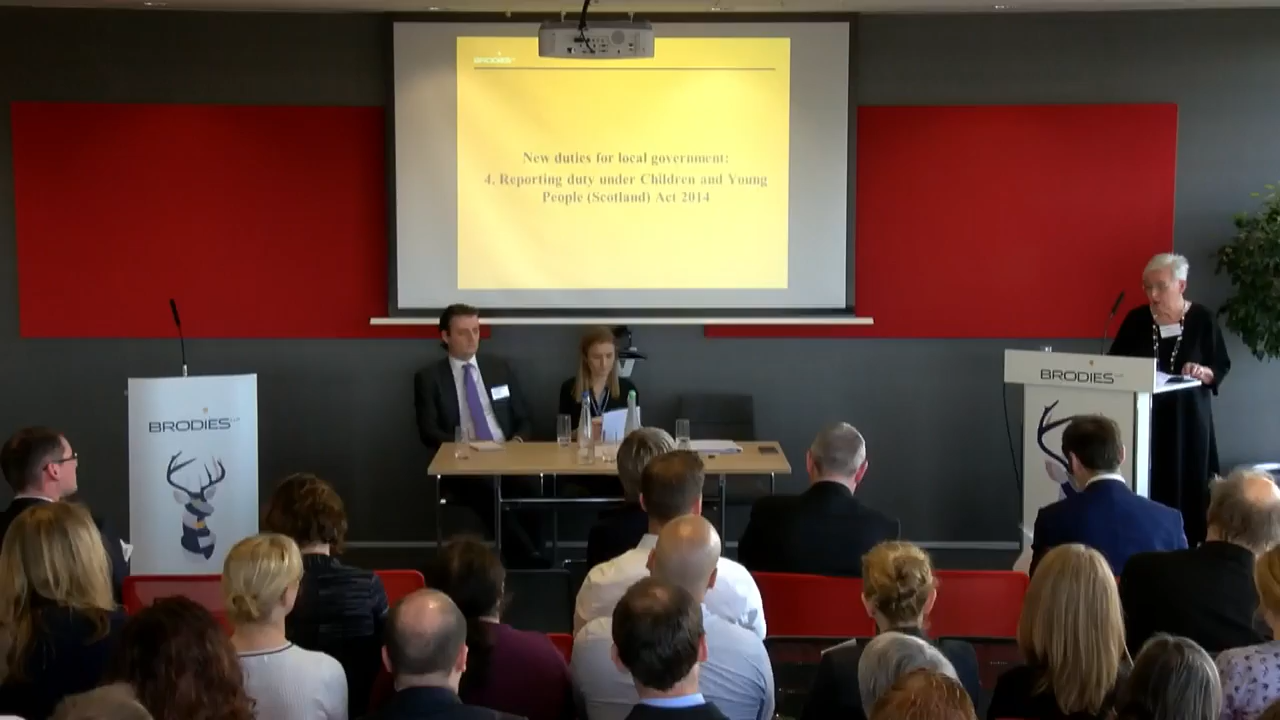 BRODIES
New duties for local government:
4. Reporting duty under Children and Young
People (Scotland) Act 2014
BRODIES
BRODIES